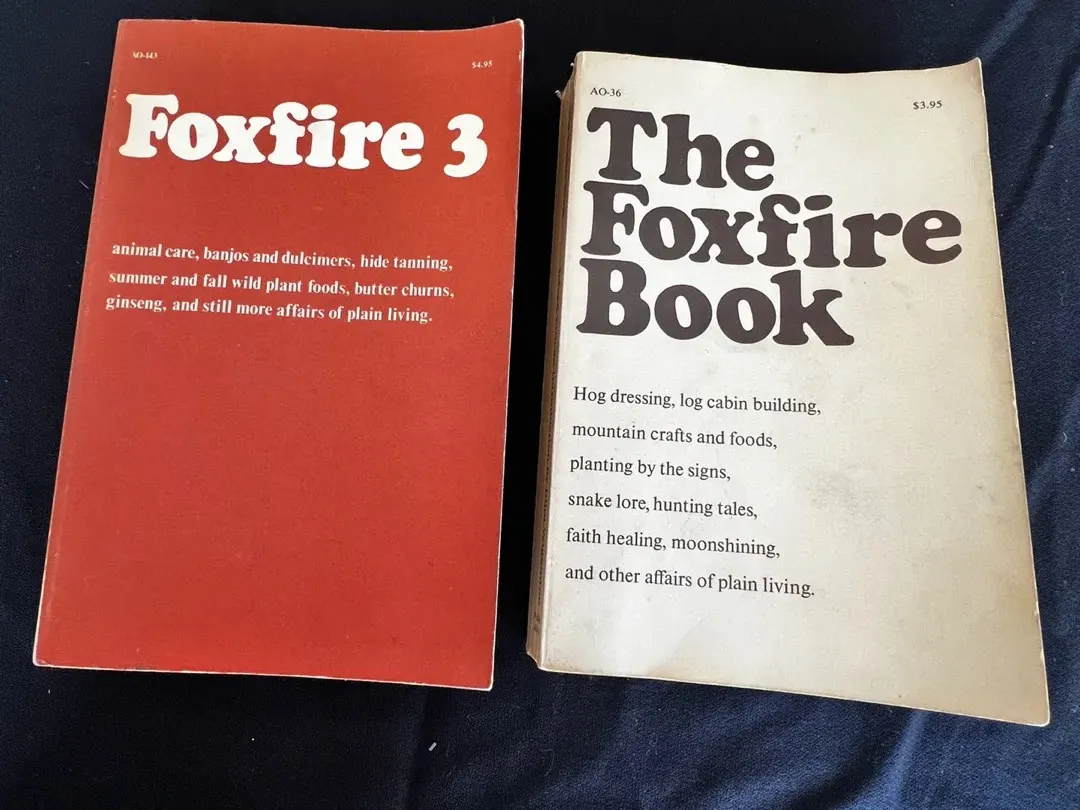 AO-143
$4.95
Foxfire 3
animal care, banjos and dulcimers, hide tanning,
summer and fall wild plant foods, butter churns,
ginseng, and still more affairs of plain living.
AO-36
$3.95
The
Foxfire
Book
Hog dressing, log cabin building,
mountain crafts and foods,
planting by the signs,
snake lore, hunting tales,
faith healing, moonshining,
and other affairs of plain living.